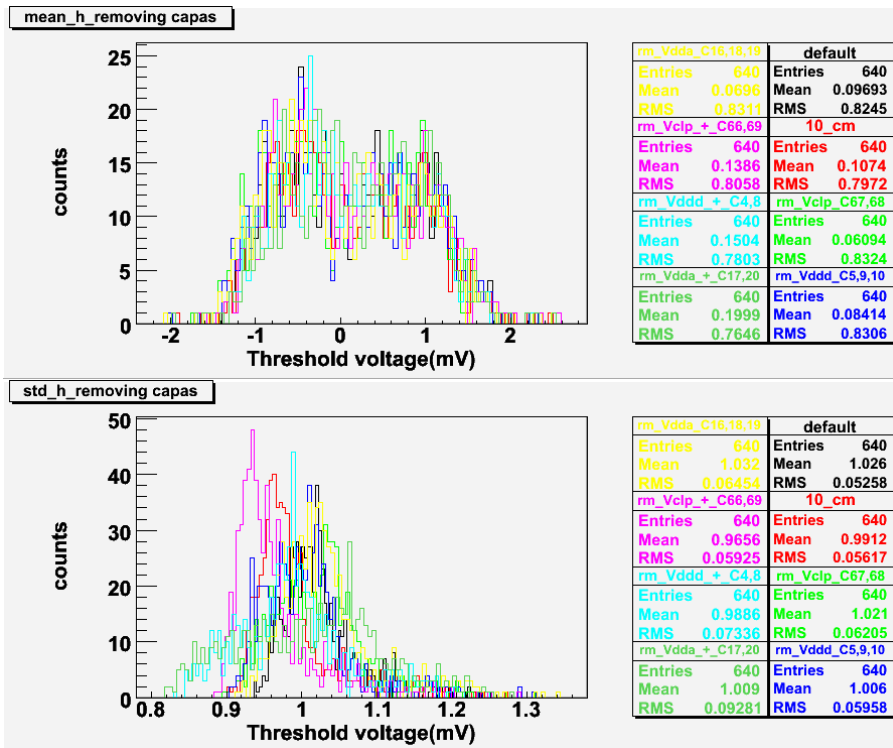 mean_h_removing capas
counts
25
20
15
10
5
0
-2 -1 0 1 2
Threshold voltage(mV)
rm_Vdda_C16,18,19
Entries 640
Mean 0.0696
RMS 0.8311
default
Entries 640
Mean 0.09693
RMS 0.8245
rm_Vclp_+_C66,69
Entries 640
Mean 0.1386
RMS 0.8058
10_cm
Entries 640
Mean 0.1074
RMS 0.7972
rm_Vddd_+_C4,8
Entries 640
Mean 0.1504
RMS 0.7803
rm_Vclp_C67,68
Entries 640
Mean 0.06094
RMS 0.8324
rm_Vdda_+_C17,20
Entries 640
Mean 0.1999
RMS 0.7646
rm_Vddd_C5,9,10
Entries 640
Mean 0.08414
RMS 0.8306
std_h_removing capas
counts
50
40
30
20
10
0
0.8 0.9 1 1.1 1.2 1.3
Threshold voltage(mV)
rm_Vdda_C16,18,19
Entries 640
Mean 1.032
RMS 0.06454
default
Entries 640
Mean 1.026
RMS 0.05258
rm_Vclp_+_C66,69
Entries 640
Mean 0.9656
RMS 0.05925
10_cm
Entries 640
Mean 0.9912
RMS 0.05617
rm_Vddd_+_C4,8
Entries 640
Mean 0.9886
RMS 0.07336
rm_Vclp_C67,68
Entries 640
Mean 1.021
RMS 0.06205
rm_Vdda_+_C17,20
Entries 640
Mean 1.009
RMS 0.09281
rm_Vddd_C5,9,10
Entries 640
Mean 1.006
RMS 0.05958